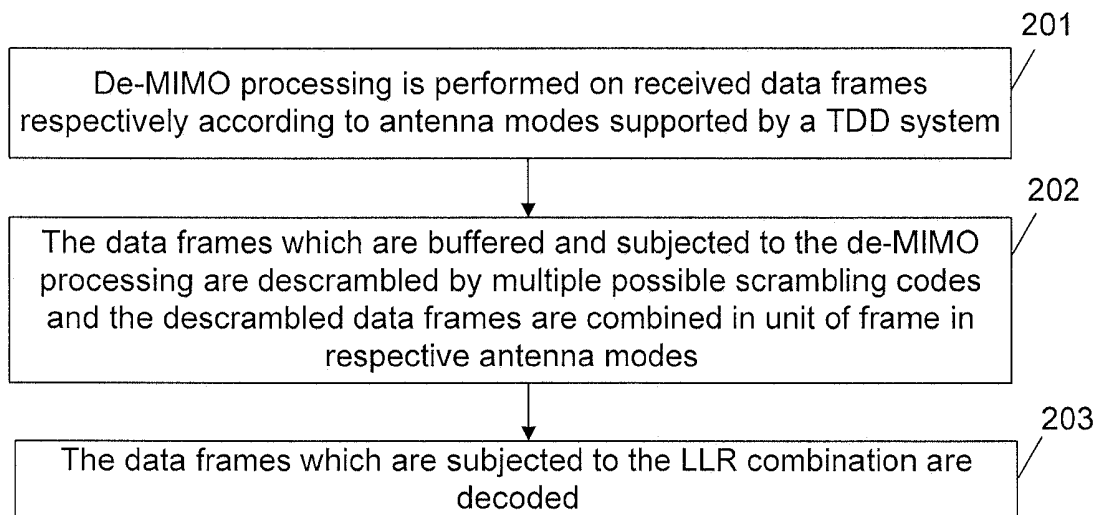 201
De-MIMO processing is performed on received data frames
respectively according to antenna modes supported by a TDD system
202
The data frames which are buffered and subjected to the de-MIMO
processing are descrambled by multiple possible scrambling codes
and the descrambled data frames are combined in unit of frame in
respective antenna modes
203
The data frames which are subjected to the LLR combination are
decoded